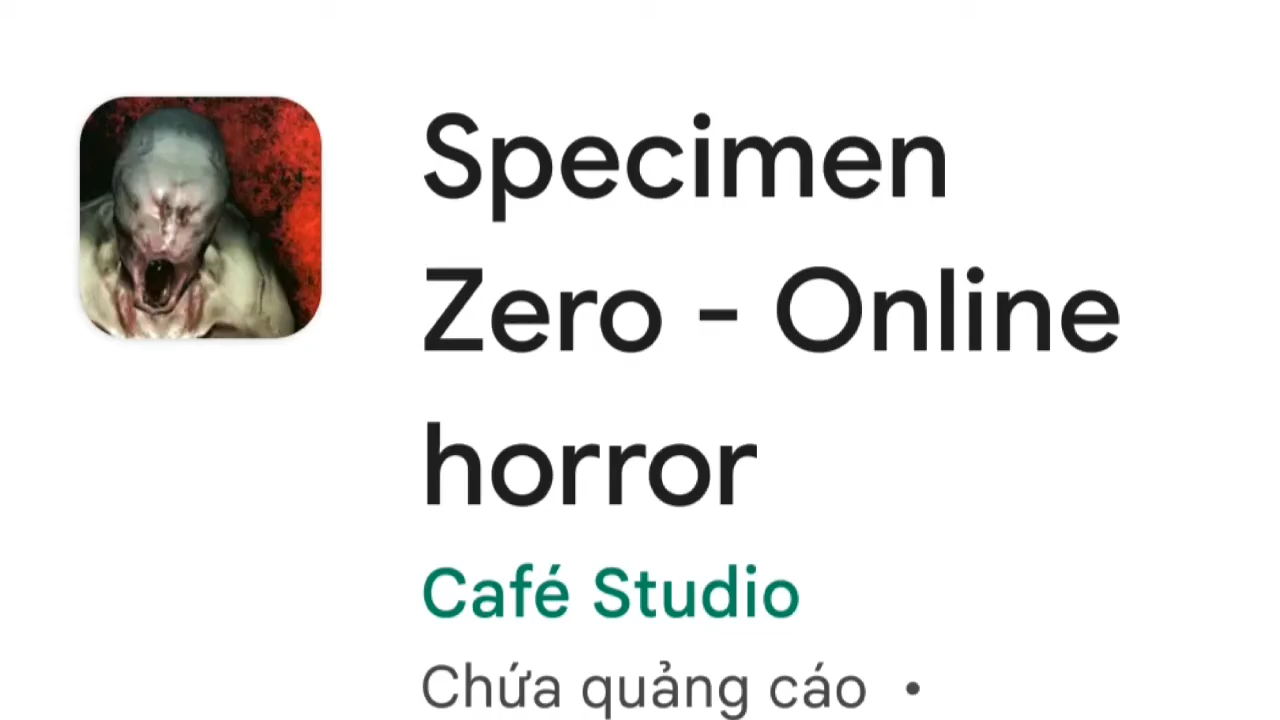 Specimen
Zero - Online
horror
Café Studio
Chứa quảng cáo •